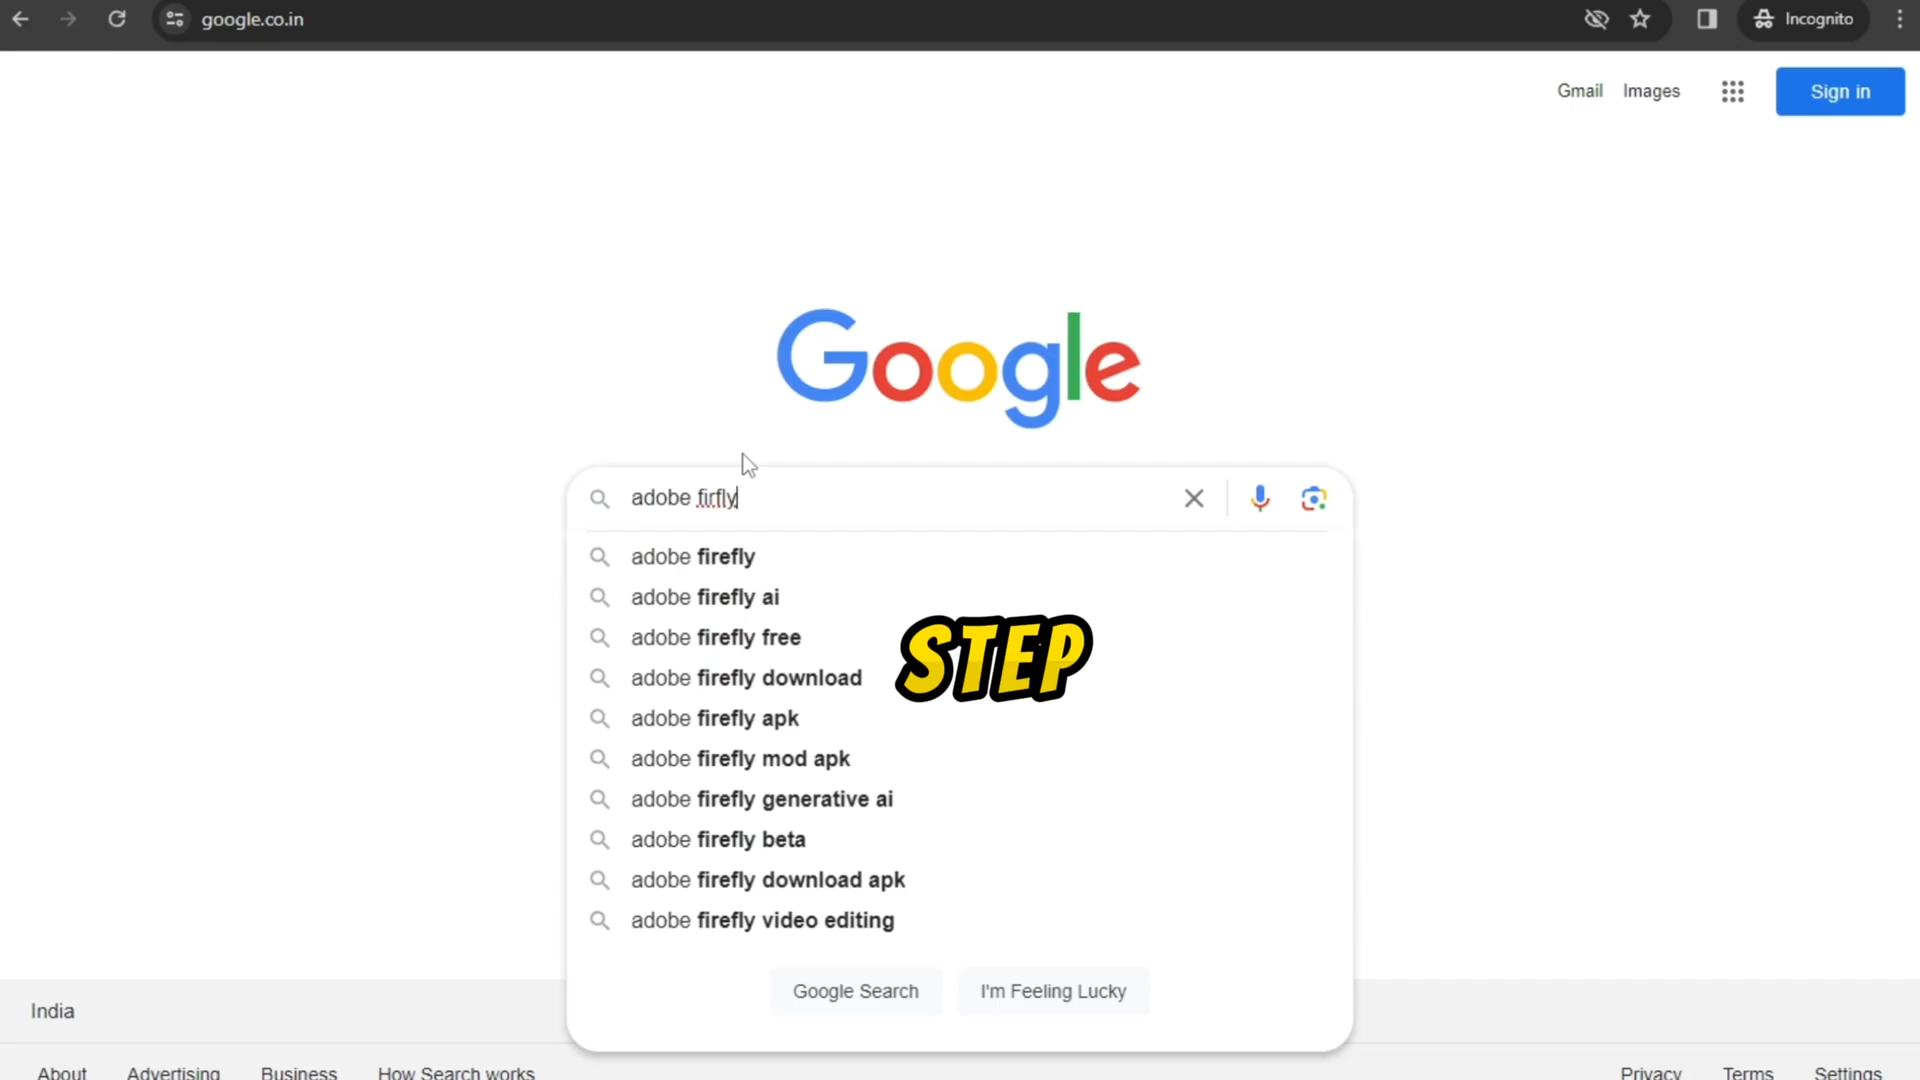 google.co.in
Incognito
Gmail Images
Sign in
Google
adobe firfly
adobe firefly
adobe firefly ai
adobe firefly free
adobe firefly download
STEP
adobe firefly apk
adobe firefly mod apk
adobe firefly generative ai
adobe firefly beta
adobe firefly download apk
adobe firefly video editing
Google Search I'm Feeling Lucky
India
About Advertising Business How Search works Privacy Terms Settings